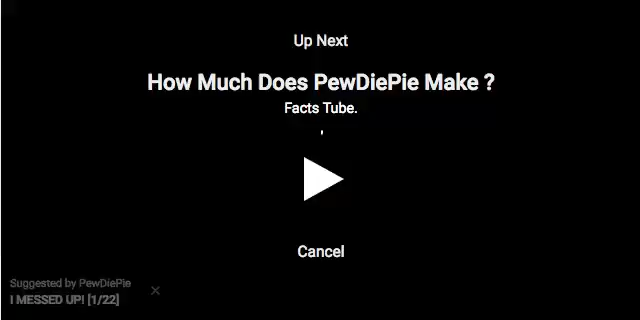 Up Next
How Much Does PewDiePie Make ?
Facts Tube.
Cancel
Suggested by PewDiePie
I MESSED UP! [1/22]